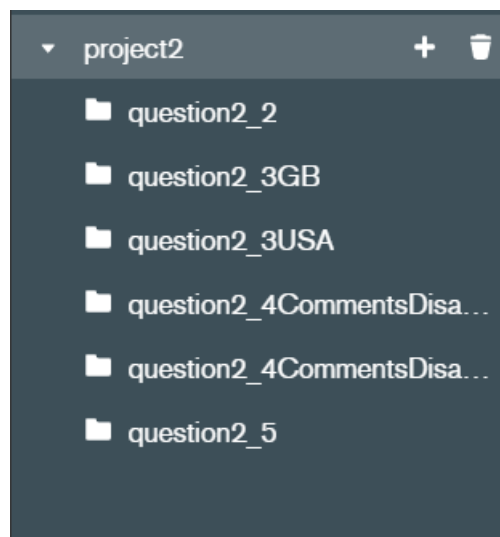 project2
question2_2
question2_3GB
question2_3USA
question2_4CommentsDisa...
question2_4CommentsDisa...
question2_5